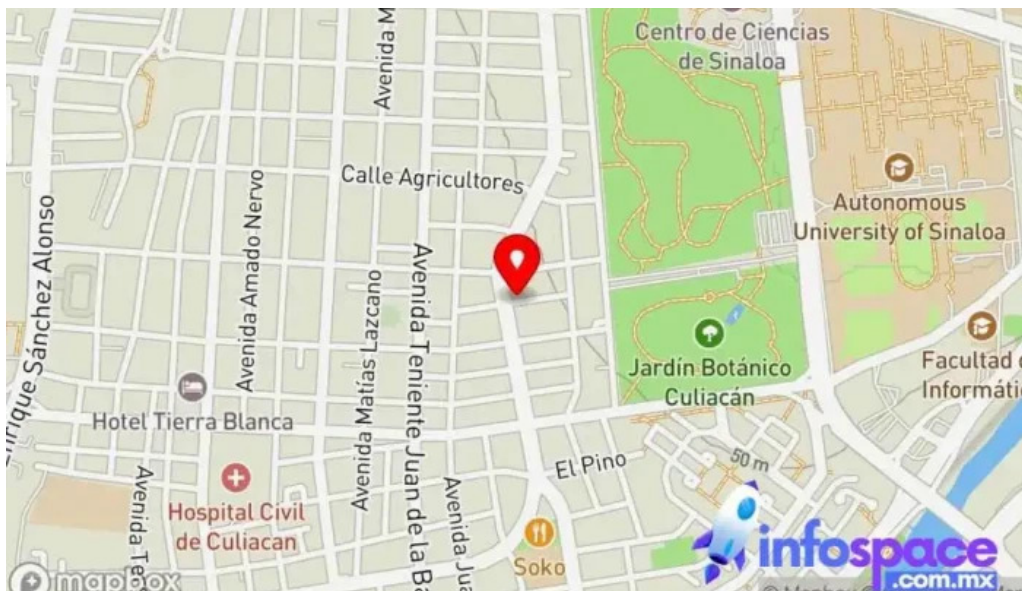 Centro de Ciencias
de Sinaloa
Avenida M
Calle Agricultores
Autonomous
University of Sinaloa
Enrique Sánchez Alonso
Avenida Amado Nervo
Avenida Matías Lazcano
Avenida Teniente Juan de la Ba
Jardín Botánico
Culiacán
Facultad
Informáti
Hotel Tierra Blanca
El Pino
50 m
Avenida Te
Hospital Civil
de Culiacan
Avenida Jua
Soko
infospace
.com.mx
mapbox